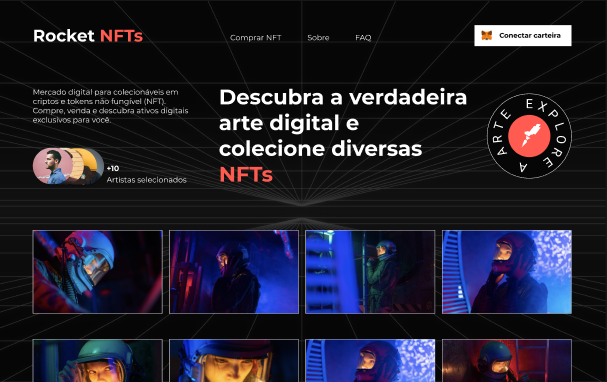 Rocket NFTs
Comprar NFT
Sobre
FAQ
Conectar carteira
Mercado digital para colecionáveis em
criptos e tokens não fungível (NFT).
Compre, venda e descubra ativos digitais
exclusivos para você.
+10
Artistas selecionados
Descubra a verdadeira
arte digital e
colecione diversas
NFTs
EXPLORE A ARTE